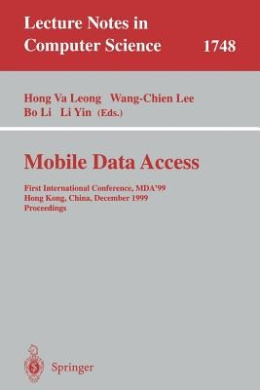 Lecture Notes in
Computer Science 1748
Hong Va Leong Wang-Chien Lee
Bo Li Li Yin (Eds.)
Mobile Data Access
First International Conference, MDA'99
Hong Kong, China, December 1999
Proceedings
Springer